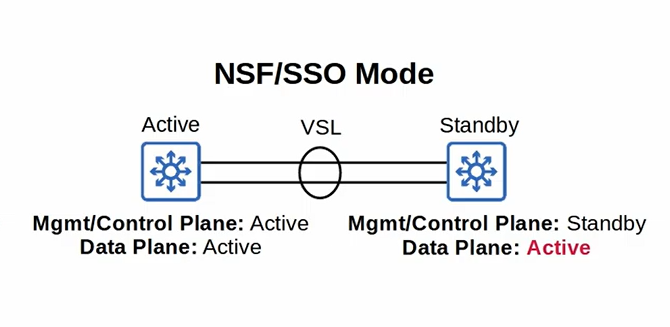 NSF/SSO Mode
Active
VSL
Standby
Mgmt/Control Plane: Active
Data Plane: Active
Mgmt/Control Plane: Standby
Data Plane: Active